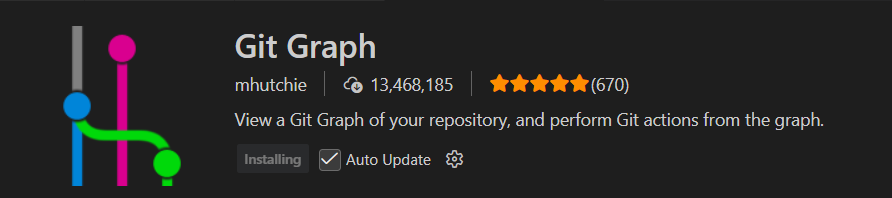 Git Graph
mhutchie 13,468,185 (670)
View a Git Graph of your repository, and perform Git actions from the graph.
Installing Auto Update